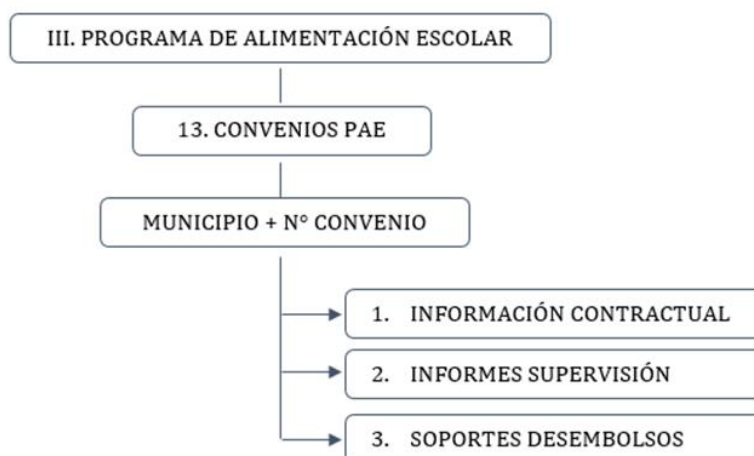 III. PROGRAMA DE ALIMENTACIÓN ESCOLAR
13. CONVENIOS PAE
MUNICIPIO + N° CONVENIO
1. INFORMACIÓN CONTRACTUAL
2. INFORMES SUPERVISIÓN
3. SOPORTES DESEMBOLSOS